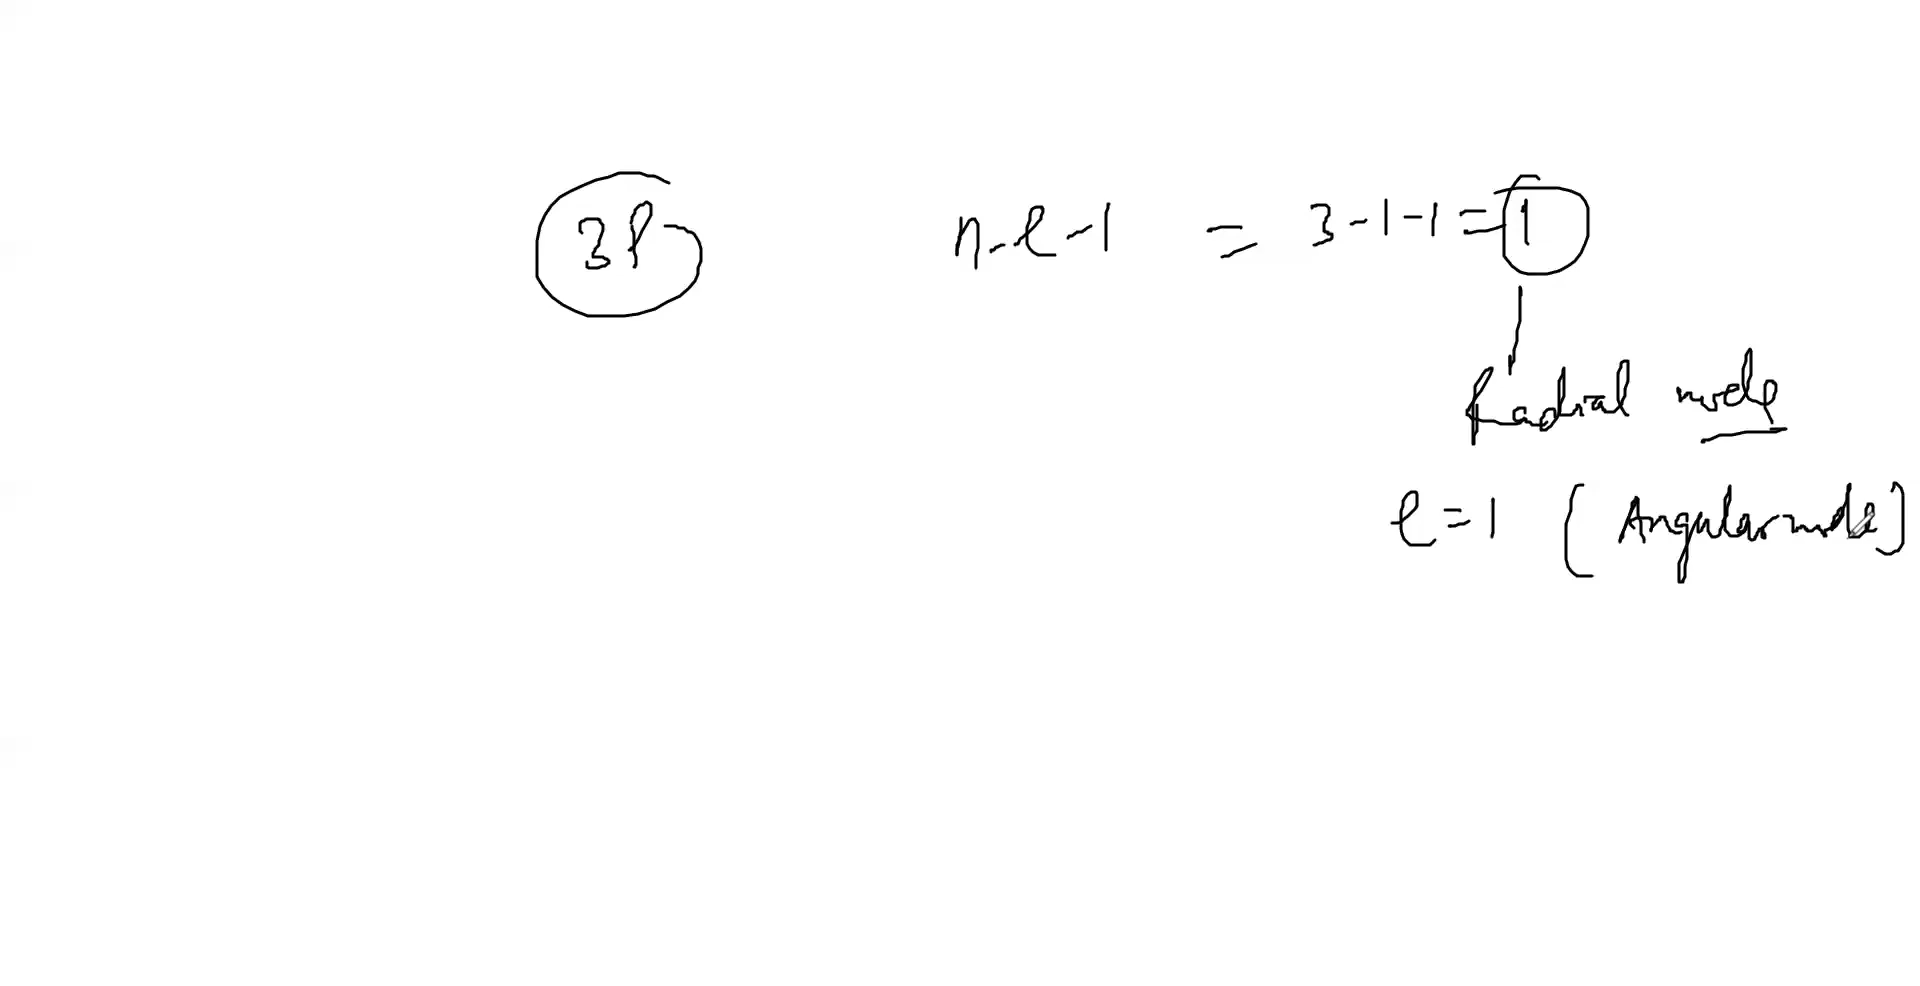 3P n-l-1 = 3-1-1=1
Radial node
l=1 (Angular node)